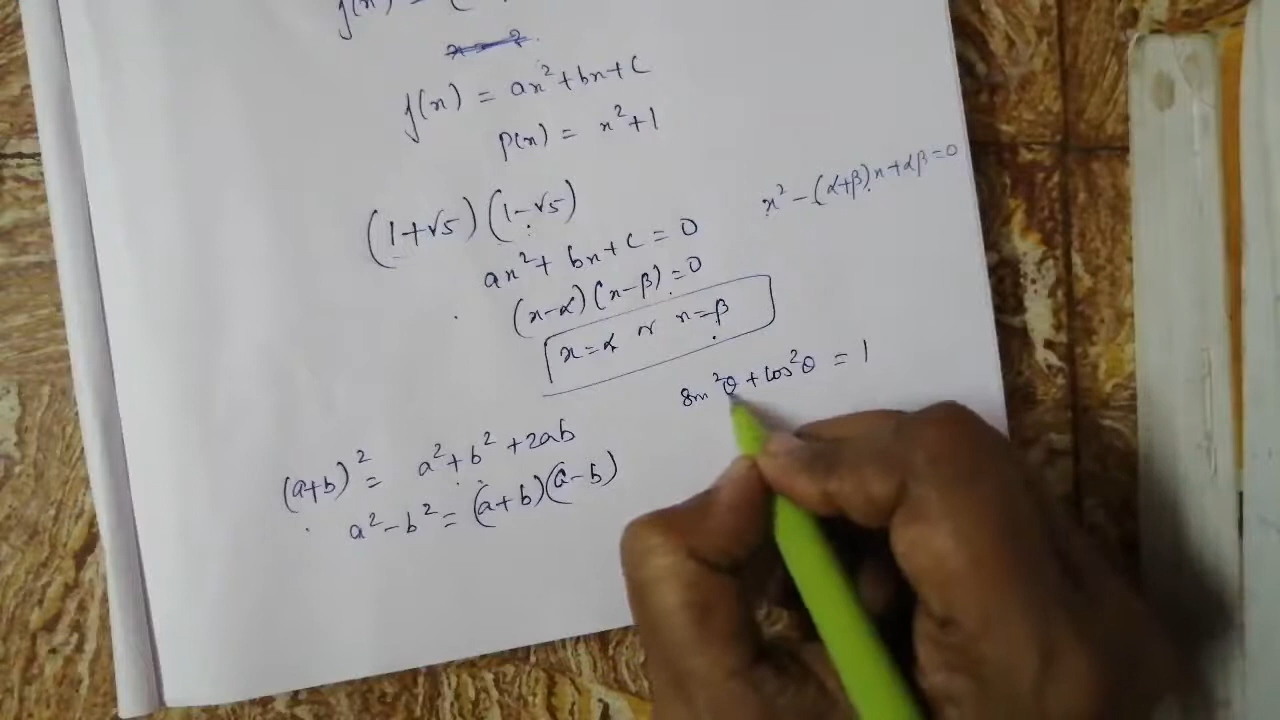 f(x) =
f(x) = ax² + bx + c
p(x) = x² + 1
(1+√5)(1-√5)
x² - (α+β)x + αβ = 0
ax² + bx + c = 0
(x-α)(x-β) = 0
x = α or x = β
sin²θ + cos²θ = 1
(a+b)² = a² + b² + 2ab
a² - b² = (a+b)(a-b)